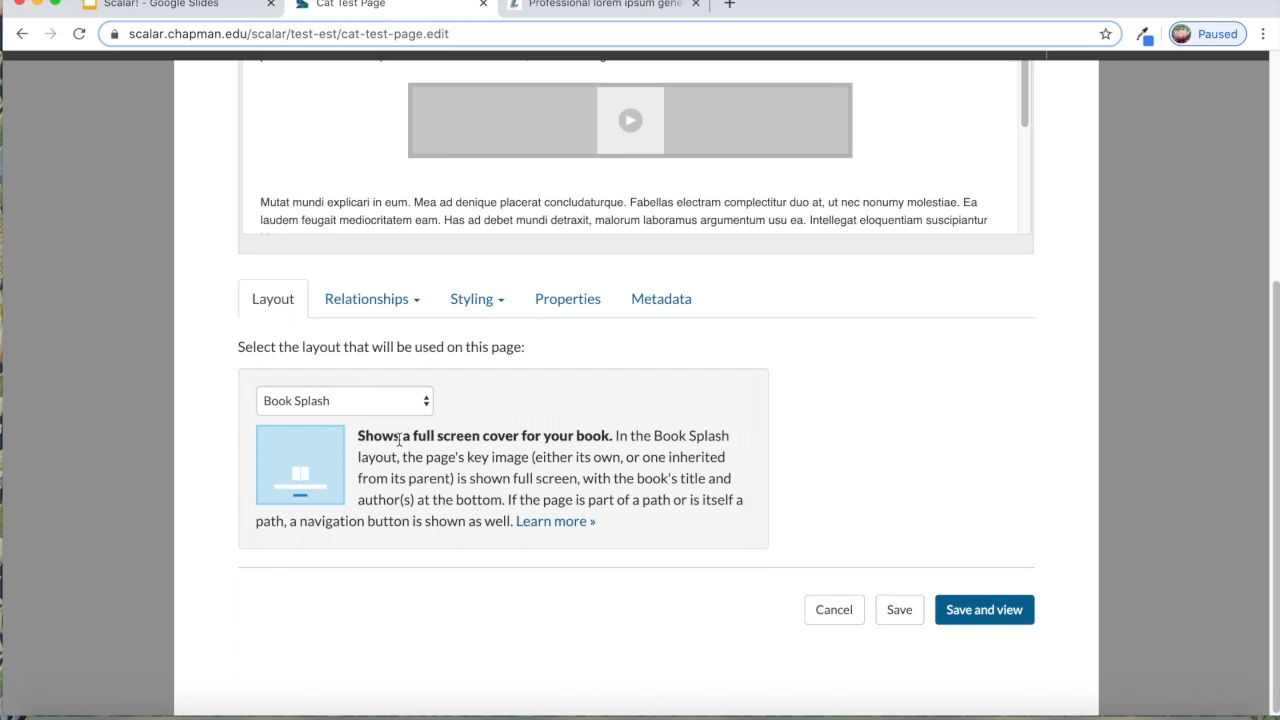 Scalar! - Google Slides
Cat Test Page
Professional lorem ipsum gene
scalar.chapman.edu/scalar/test-est/cat-test-page.edit
Paused
Mutat mundi explicari in eum. Mea ad denique placerat concludaturque. Fabellas electram complectitur duo at, ut nec nonumy molestiae. Ea
laudem feugait mediocritatem eam. Has ad debet mundi detraxit, malorum laboramus argumentum usu ea. Intellegat eloquentiam suscipiantur
Layout Relationships Styling Properties Metadata
Select the layout that will be used on this page:
Book Splash
Shows a full screen cover for your book. In the Book Splash
layout, the page's key image (either its own, or one inherited
from its parent) is shown full screen, with the book's title and
author(s) at the bottom. If the page is part of a path or is itself a
path, a navigation button is shown as well. Learn more »
Cancel Save Save and view